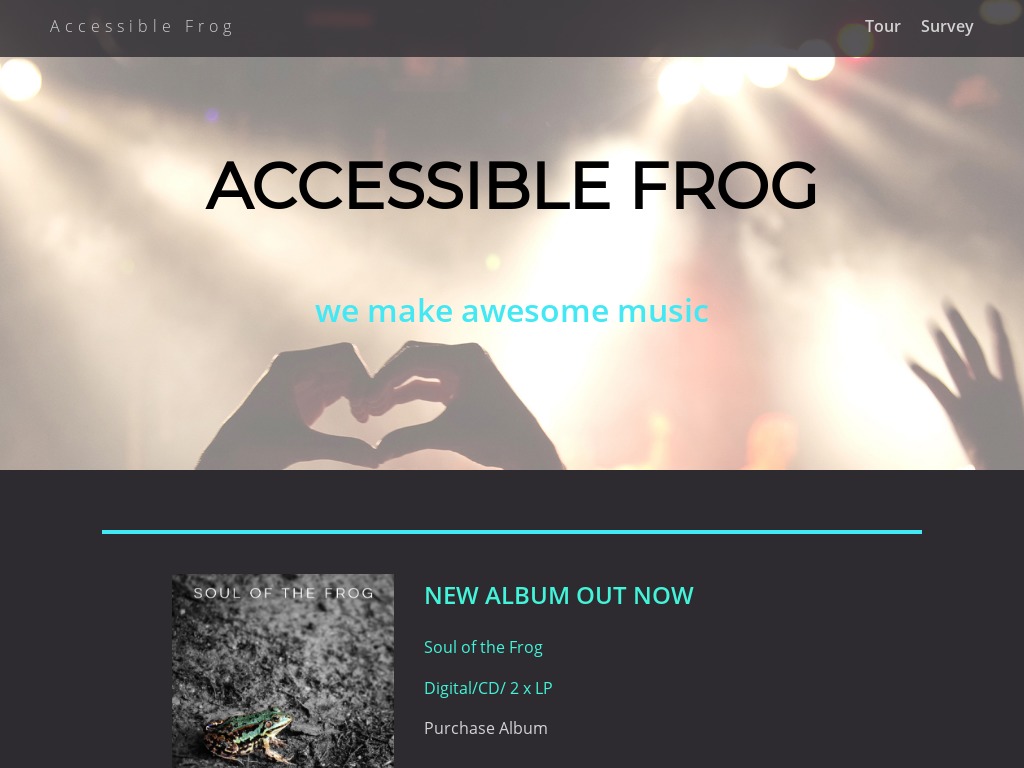 Accessible Frog
Tour
Survey
ACCESSIBLE FROG
we make awesome music
SOUL OF THE FROG
NEW ALBUM OUT NOW
Soul of the Frog
Digital/CD/ 2 x LP
Purchase Album